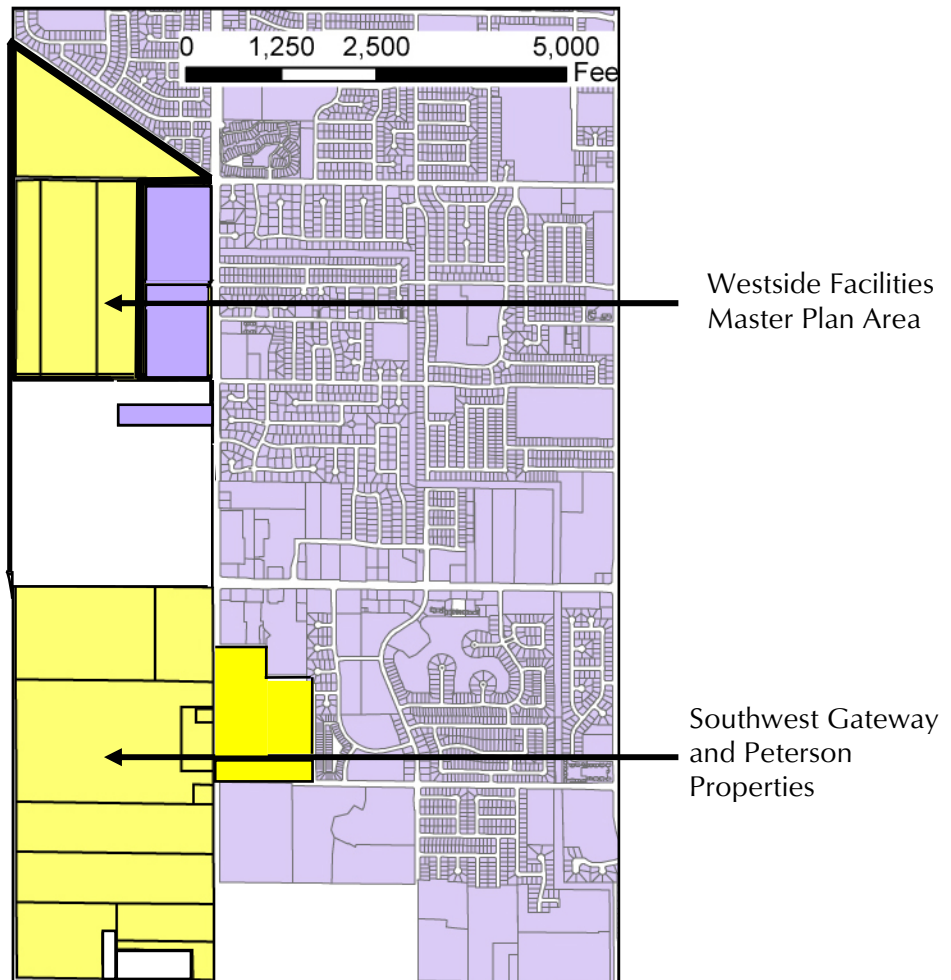 0 1,250 2,500 5,000
Fee
Westside Facilities
Master Plan Area
Southwest Gateway
and Peterson
Properties